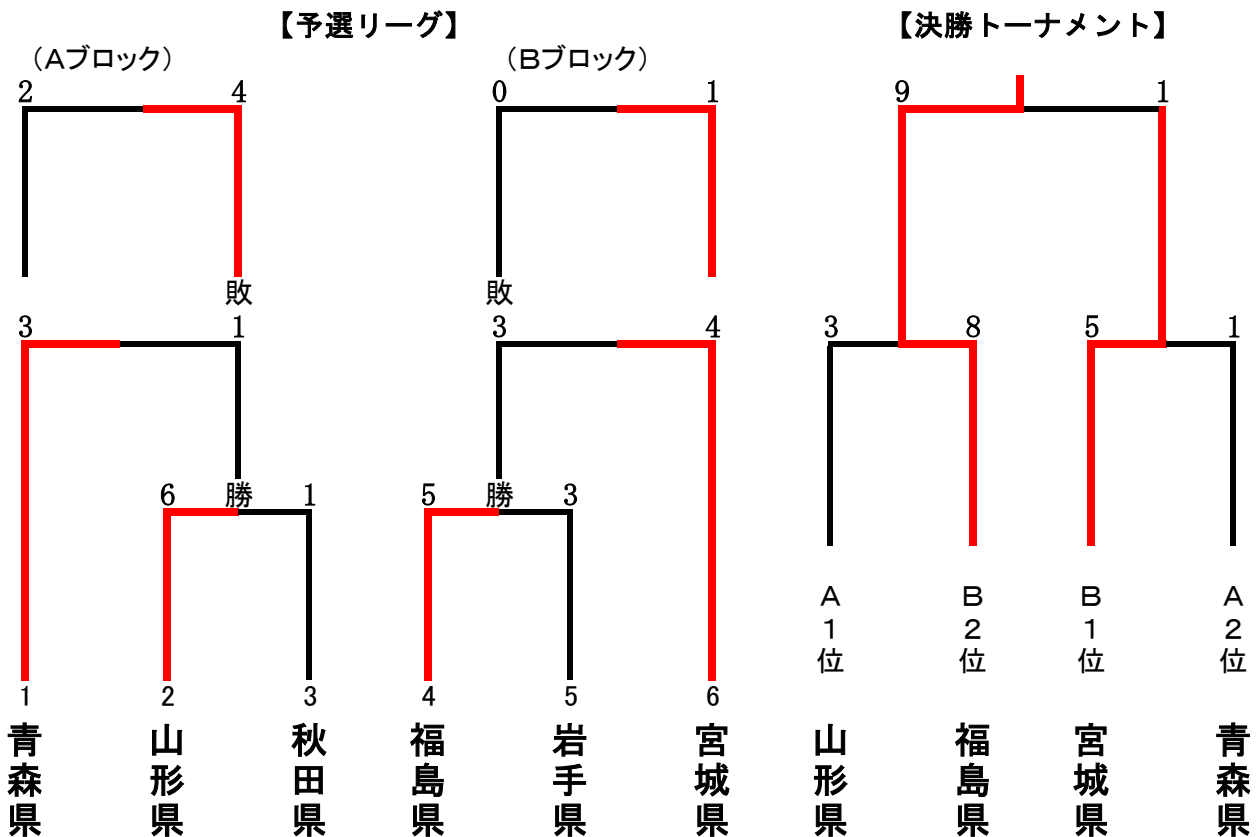 【予選リーグ】
【決勝トーナメント】
（Aブロック）
（Bブロック）
2 4 0 1 9 1
敗 敗
3 1 3 4 3 8 5 1
6 勝 1 5 勝 3
A1位 B2位 B1位 A2位
1 2 3 4 5 6
青森県
山形県
秋田県
福島県
岩手県
宮城県
山形県
福島県
宮城県
青森県